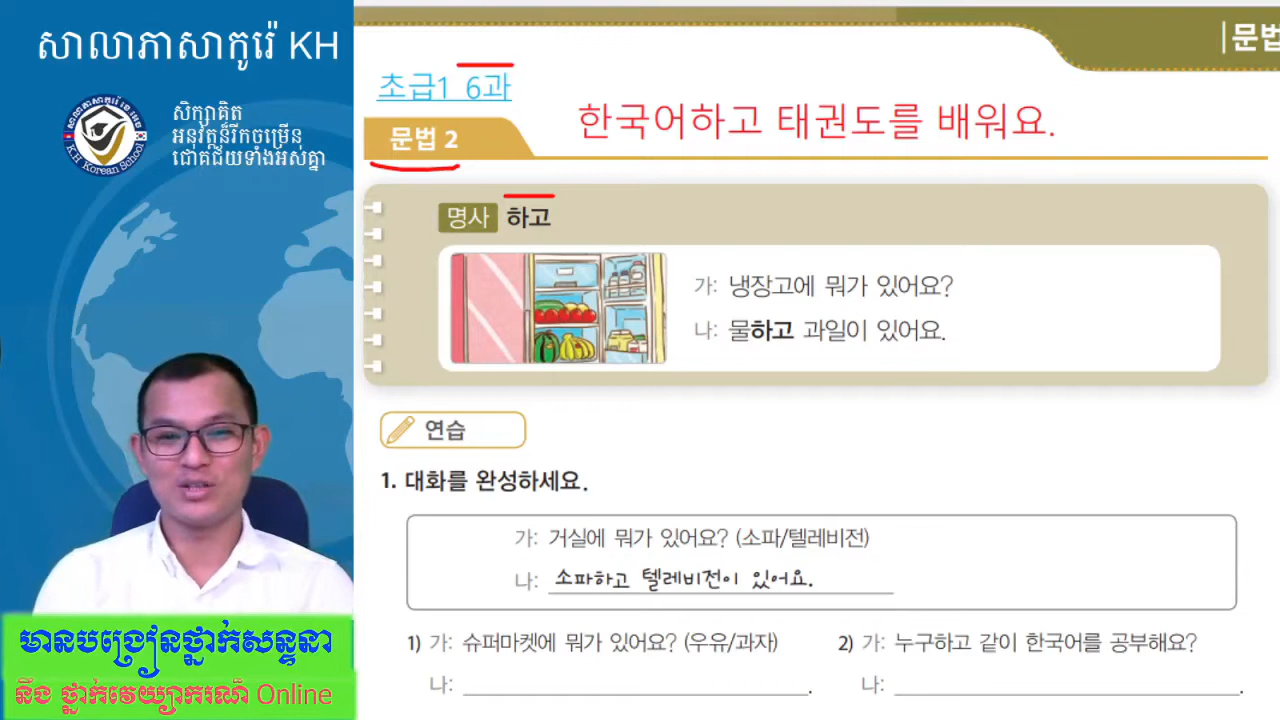 សាលាភាសាកូរ៉េ KH
សិក្សាគិត
អនុវត្តន៍រីកចម្រើន
ជោគជ័យទាំងអស់គ្នា
K.H Korean School
មានបង្រៀនថ្នាក់សន្ទនា
និង ថ្នាក់វេយ្យាករណ៍ Online
문법
초급1 6과
문법 2
한국어하고 태권도를 배워요.
명사 하고
가: 냉장고에 뭐가 있어요?
나: 물하고 과일이 있어요.
연습
1. 대화를 완성하세요.
가: 거실에 뭐가 있어요? (소파/텔레비전)
나: 소파하고 텔레비전이 있어요.
1) 가: 슈퍼마켓에 뭐가 있어요? (우유/과자)
나: .
2) 가: 누구하고 같이 한국어를 공부해요?
나: .